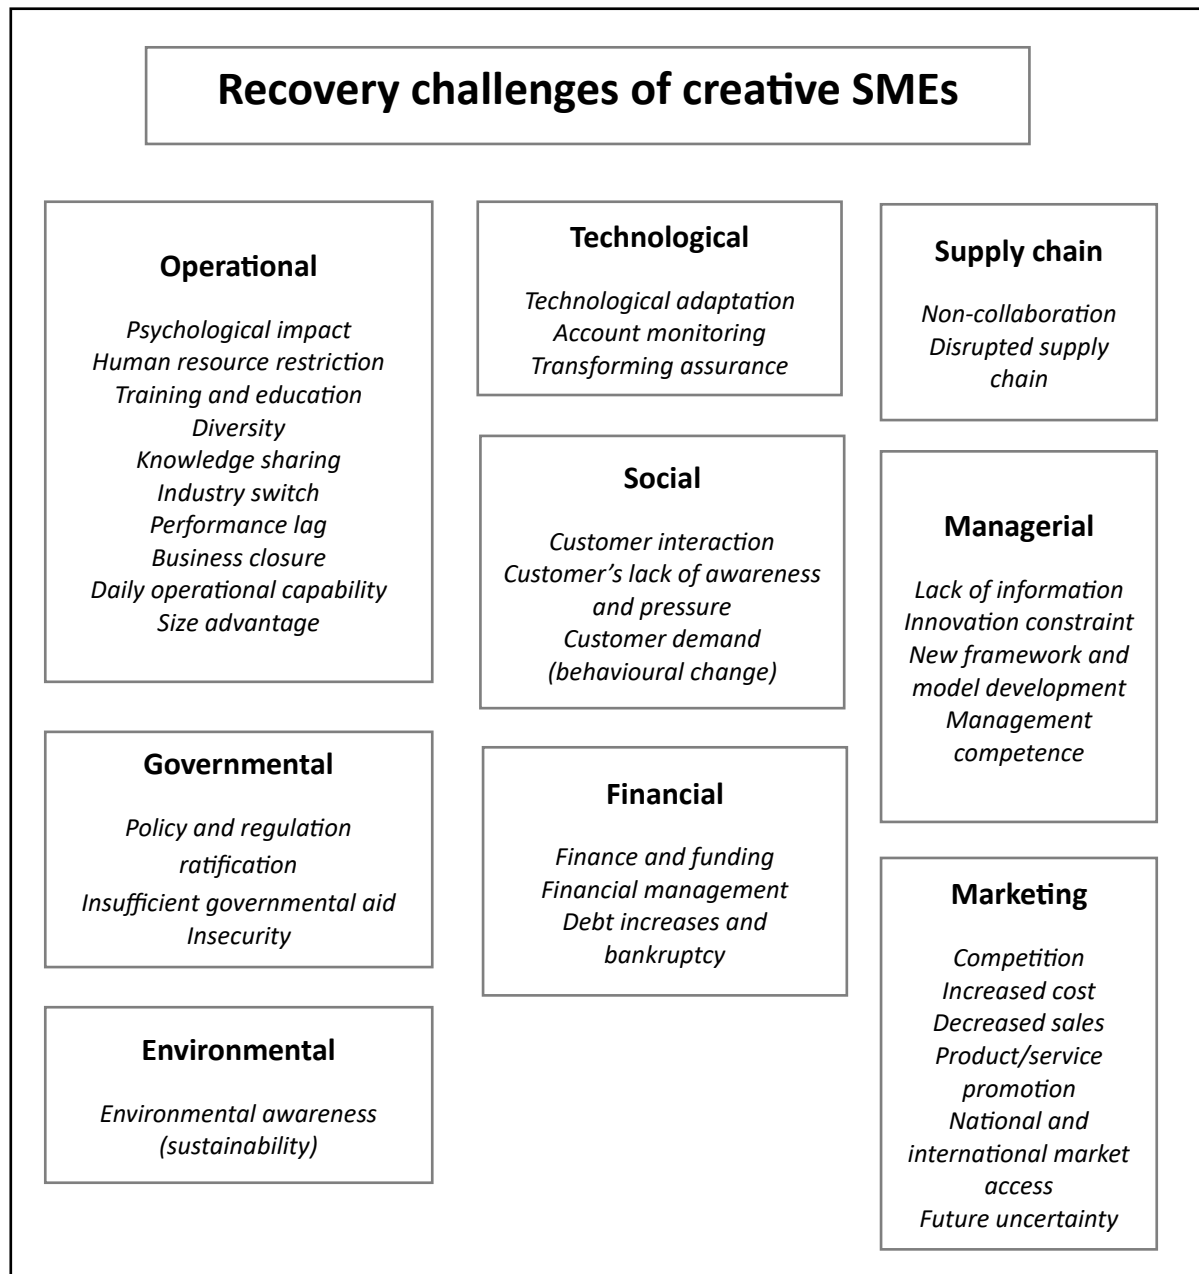 Recovery challenges of creative SMEs
Operational
Psychological impact
Human resource restriction
Training and education
Diversity
Knowledge sharing
Industry switch
Performance lag
Business closure
Daily operational capability
Size advantage
Governmental
Policy and regulation
ratification
Insufficient governmental aid
Insecurity
Environmental
Environmental awareness
(sustainability)
Technological
Technological adaptation
Account monitoring
Transforming assurance
Social
Customer interaction
Customer’s lack of awareness
and pressure
Customer demand
(behavioural change)
Financial
Finance and funding
Financial management
Debt increases and
bankruptcy
Supply chain
Non-collaboration
Disrupted supply
chain
Managerial
Lack of information
Innovation constraint
New framework and
model development
Management
competence
Marketing
Competition
Increased cost
Decreased sales
Product/service
promotion
National and
international market
access
Future uncertainty